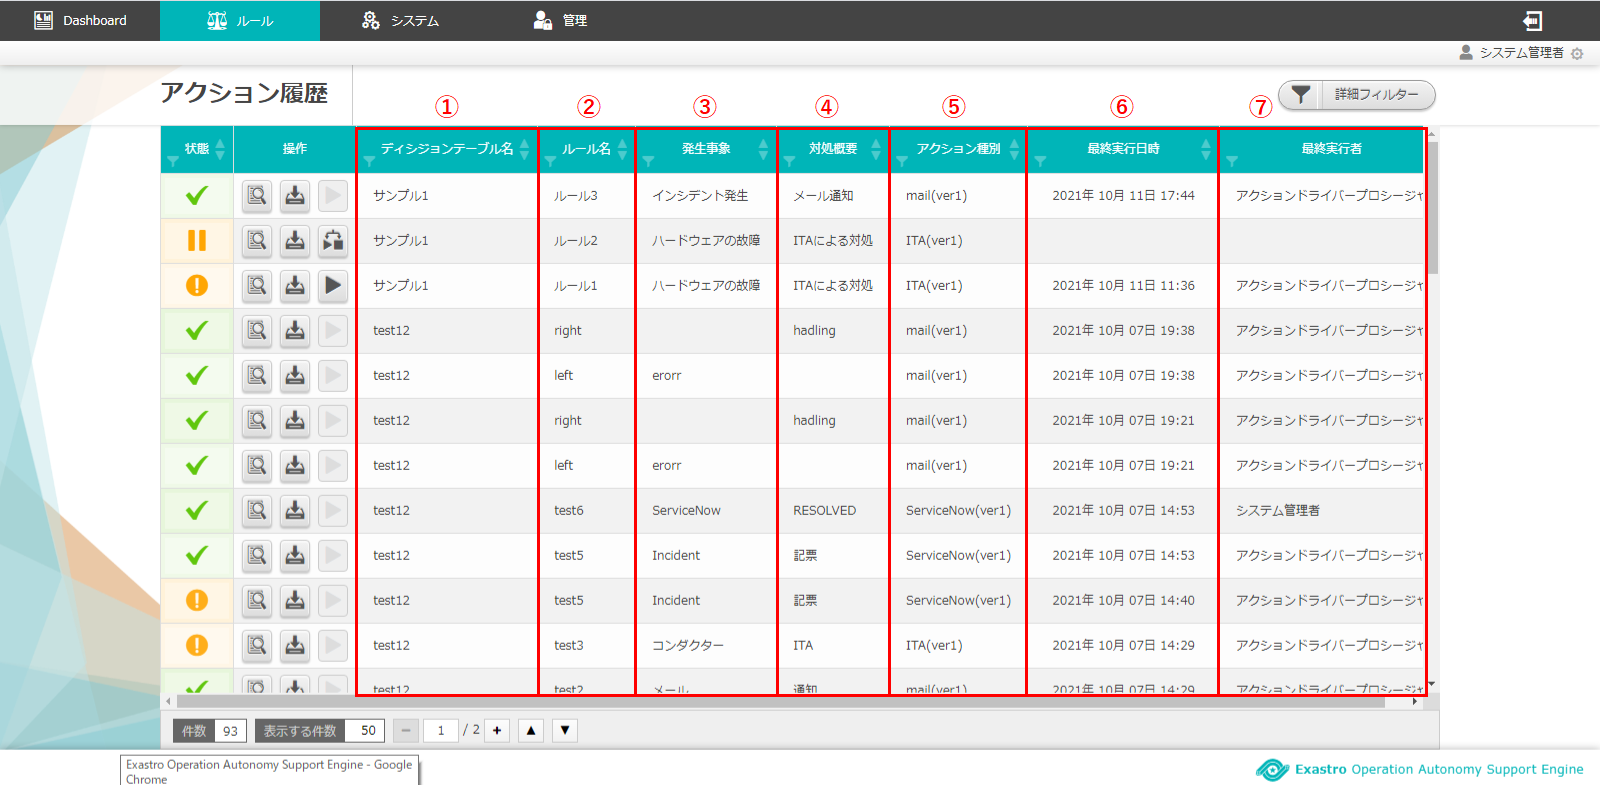 Dashboard ルール システム 管理
システム管理者
アクション履歴
① ② ③ ④ ⑤ ⑥ ⑦ 詳細フィルター
状態 操作 ディシジョンテーブル名 ルール名 発生事象 対処概要 アクション種別 最終実行日時 最終実行者
サンプル1 ルール3 インシデント発生 メール通知 mail(ver1) 2021年 10月 11日 17:44 アクションドライバープロシージャ
サンプル1 ルール2 ハードウェアの故障 ITAによる対処 ITA(ver1)
サンプル1 ルール1 ハードウェアの故障 ITAによる対処 ITA(ver1) 2021年 10月 11日 11:36 アクションドライバープロシージャ
test12 right hadling mail(ver1) 2021年 10月 07日 19:38 アクションドライバープロシージャ
test12 left erorr mail(ver1) 2021年 10月 07日 19:38 アクションドライバープロシージャ
test12 right hadling mail(ver1) 2021年 10月 07日 19:21 アクションドライバープロシージャ
test12 left erorr mail(ver1) 2021年 10月 07日 19:21 アクションドライバープロシージャ
test12 test6 ServiceNow RESOLVED ServiceNow(ver1) 2021年 10月 07日 14:53 システム管理者
test12 test5 Incident 記票 ServiceNow(ver1) 2021年 10月 07日 14:53 アクションドライバープロシージャ
test12 test5 Incident 記票 ServiceNow(ver1) 2021年 10月 07日 14:40 アクションドライバープロシージャ
test12 test3 コンダクター ITA ITA(ver1) 2021年 10月 07日 14:29 アクションドライバープロシージャ
test12 test2 メール 通知 mail(ver1) 2021年 10月 07日 14:29 アクションドライバープロシージャ
件数 93 表示する件数 50 − 1 / 2 + ▲ ▼
Exastro Operation Autonomy Support Engine - Google
Chrome
Exastro Operation Autonomy Support Engine